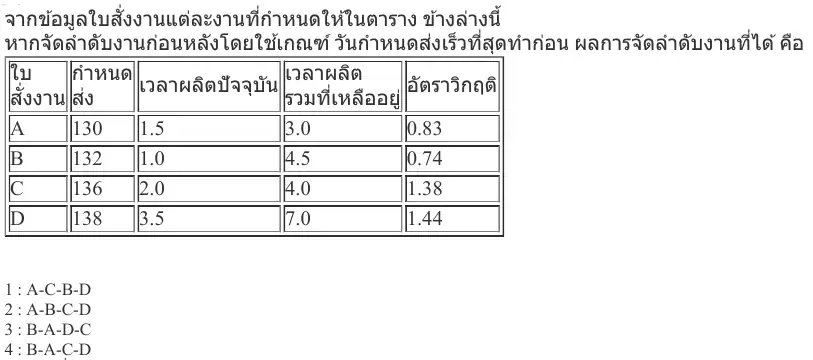 จากข้อมูลใบสั่งงานแต่ละงานที่กำหนดให้ในตาราง ข้างล่างนี้
หากจัดลำดับงานก่อนหลังโดยใช้เกณฑ์ วันกำหนดส่งเร็วที่สุดทำก่อน ผลการจัดลำดับงานที่ได้ คือ
ใบสั่งงาน กำหนดส่ง เวลาผลิตปัจจุบัน เวลาผลิตรวมที่เหลืออยู่ อัตราวิกฤติ
A 130 1.5 3.0 0.83
B 132 1.0 4.5 0.74
C 136 2.0 4.0 1.38
D 138 3.5 7.0 1.44
1 : A-C-B-D
2 : A-B-C-D
3 : B-A-D-C
4 : B-A-C-D